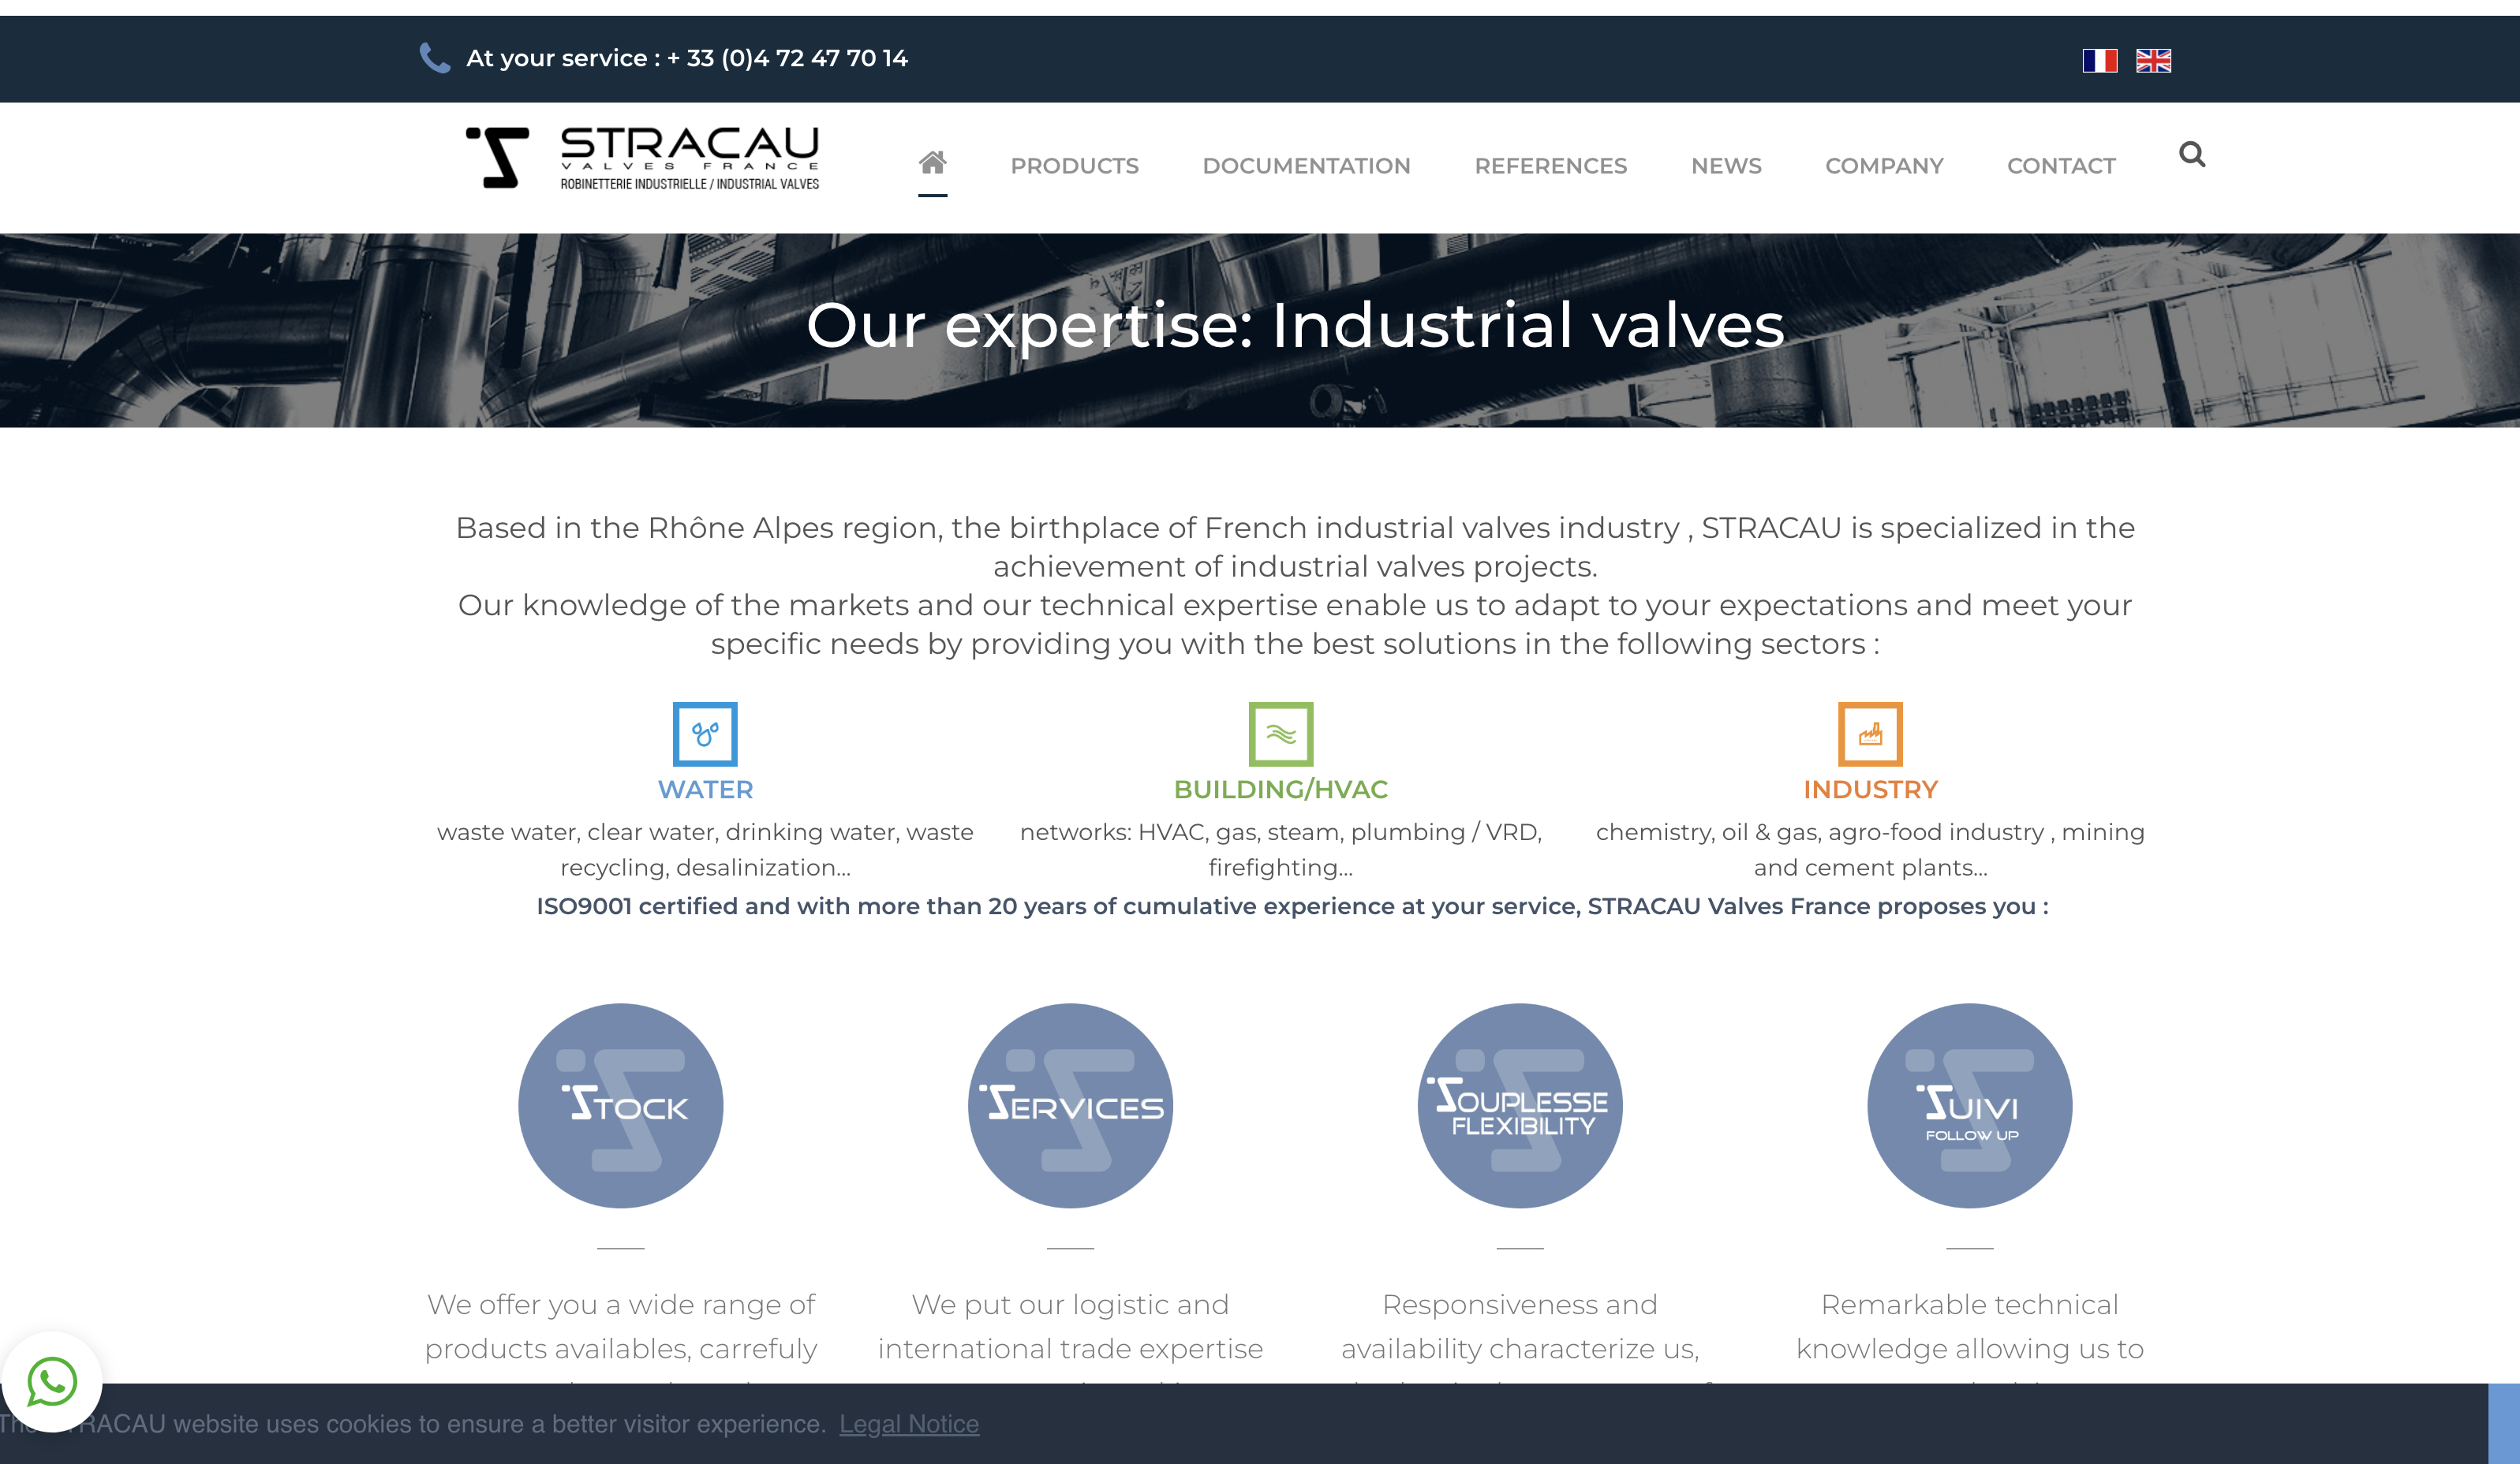 At your service : + 33 (0)4 72 47 70 14
STRACAU
VALVES FRANCE
ROBINETTERIE INDUSTRIELLE / INDUSTRIAL VALVES
PRODUCTS
DOCUMENTATION
REFERENCES
NEWS
COMPANY
CONTACT
Our expertise: Industrial valves
Based in the Rhône Alpes region, the birthplace of French industrial valves industry , STRACAU is specialized in the
achievement of industrial valves projects.
Our knowledge of the markets and our technical expertise enable us to adapt to your expectations and meet your
specific needs by providing you with the best solutions in the following sectors :
WATER
waste water, clear water, drinking water, waste
recycling, desalinization...
BUILDING/HVAC
networks: HVAC, gas, steam, plumbing / VRD,
firefighting...
INDUSTRY
chemistry, oil & gas, agro-food industry , mining
and cement plants...
ISO9001 certified and with more than 20 years of cumulative experience at your service, STRACAU Valves France proposes you :
STOCK
SERVICES
SOUPLESSE
FLEXIBILITY
SUIVI
FOLLOW UP
We offer you a wide range of
products availables, carrefuly
We put our logistic and
international trade expertise
Responsiveness and
availability characterize us,
Remarkable technical
knowledge allowing us to
website uses cookies to ensure a better visitor experience. Legal Notice